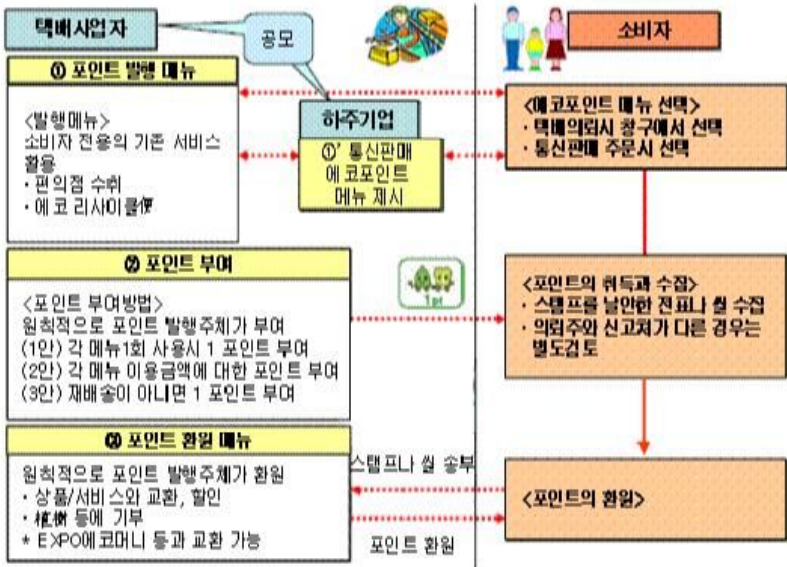 택배사업자
공모
소비자
① 포인트 발행 메뉴
<발행메뉴>
소비자 전용의 기존 서비스
활용
・편의점 수취
・에코 리사이클便
하주기업
①' 통신판매
에코포인트
메뉴 제시
<에코포인트 메뉴 선택>
・택배의뢰시 창구에서 선택
・통신판매 주문시 선택
② 포인트 부여
<포인트 부여방법>
원칙적으로 포인트 발행주체가 부여
(1안) 각 메뉴1회 사용시 1 포인트 부여
(2안) 각 메뉴 이용금액에 대한 포인트 부여
(3안) 재배송이 아니면 1 포인트 부여
1pt
<포인트의 취득과 수집>
・스탬프를 날인한 전표나 씰 수집
・의뢰주와 신고처가 다른 경우는
별도검토
③ 포인트 환원 메뉴
원칙적으로 포인트 발행주체가 환원
・상품/서비스와 교환, 할인
・植樹 등에 기부
* EXPO에코머니 등과 교환 가능
스탬프나 씰 송부
포인트 환원
<포인트의 환원>